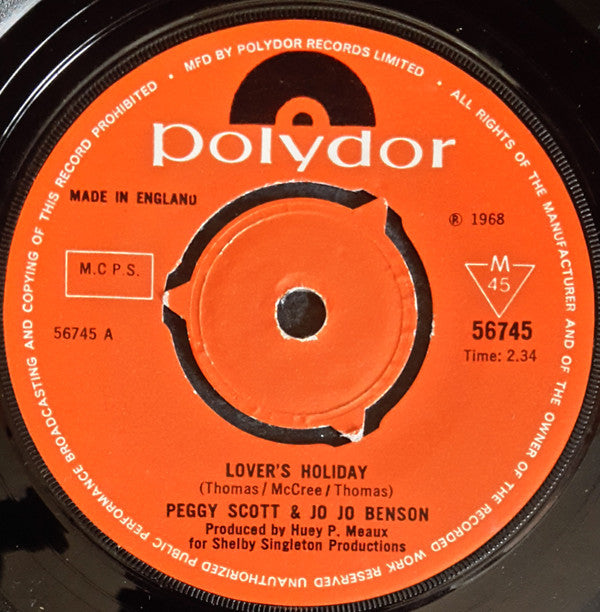 MFD BY POLYDOR RECORDS LIMITED • ALL RIGHTS OF THE MANUFACTURER AND OF THE OWNER OF THE RECORDED WORK RESERVED UNAUTHORIZED PUBLIC PERFORMANCE BROADCASTING AND COPYING OF THIS RECORD PROHIBITED •
polydor
MADE IN ENGLAND
℗ 1968
M.C P.S.
M
45
56745 A
56745
Time: 2.34
LOVER'S HOLIDAY
(Thomas/McCree/Thomas)
PEGGY SCOTT & JO JO BENSON
Produced by Huey P. Meaux
for Shelby Singleton Productions